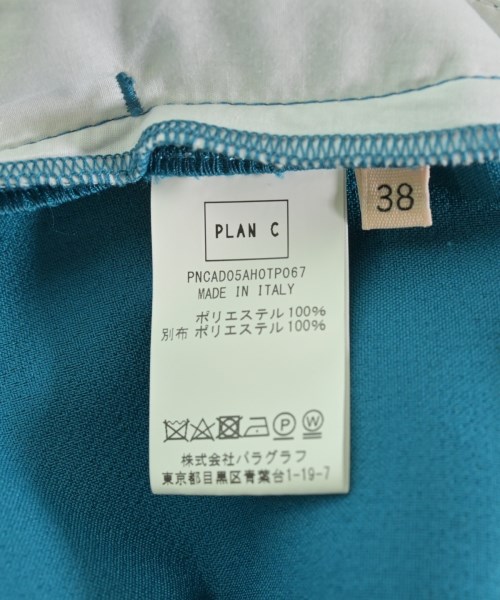 PLAN C
38
PNCAD05AH0TP067
MADE IN ITALY
ポリエステル100%
別布 ポリエステル100%
P W
株式会社パラグラフ
東京都目黒区青葉台1-19-7